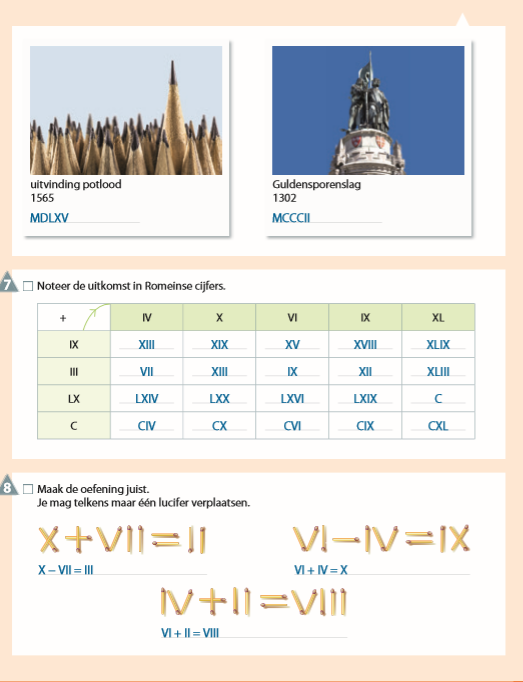 uitvinding potlood
1565
MDLXV
Guldensporenslag
1302
MCCCII
7 Noteer de uitkomst in Romeinse cijfers.
+ IV X VI IX XL
IX XIII XIX XV XVIII XLIX
III VII XIII IX XII XLIII
LX LXIV LXX LXVI LXIX C
C CIV CX CVI CIX CXL
8 Maak de oefening juist.
Je mag telkens maar één lucifer verplaatsen.
X+VII=II
X – VII = III
VI–IV=IX
VI + IV = X
IV+II=VIII
VI + II = VIII